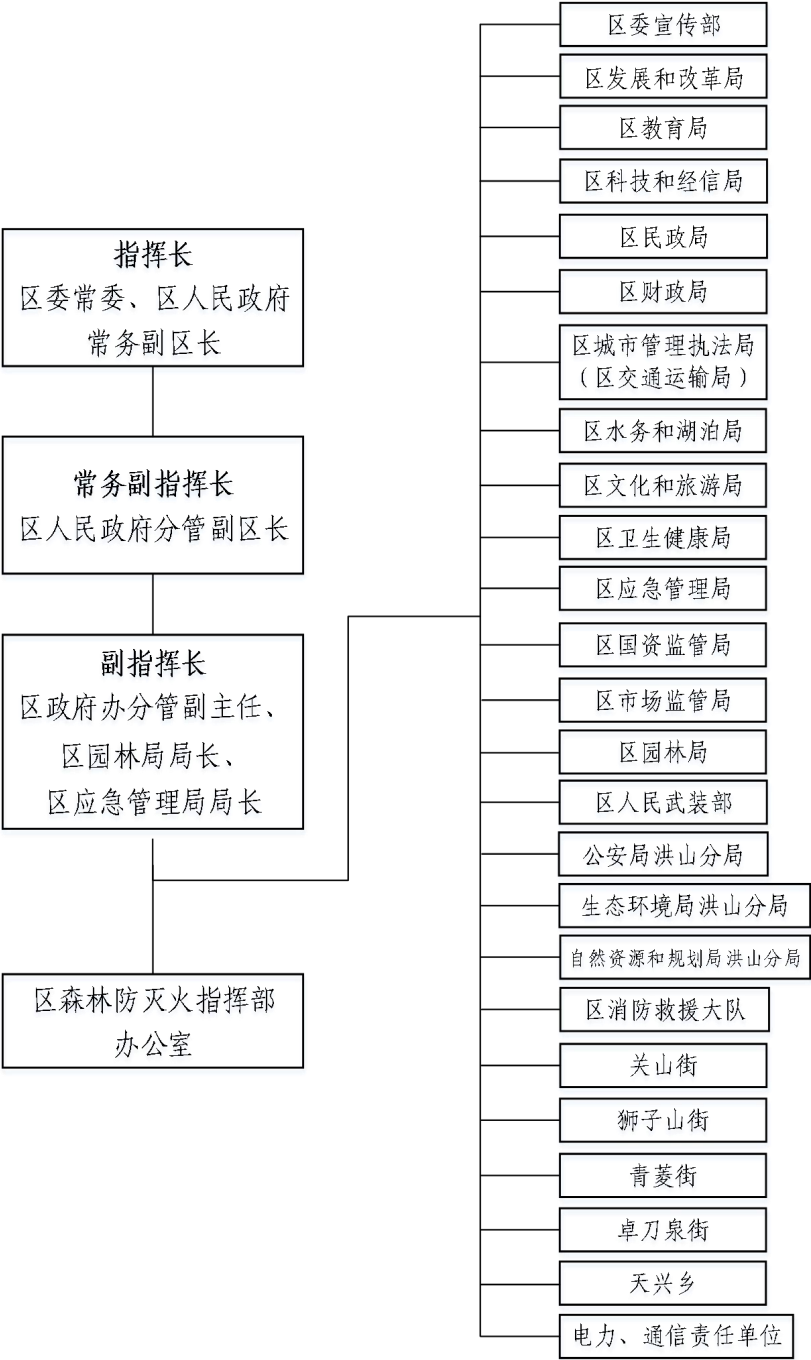 指挥长
区委常委、区人民政府
常务副区长
常务副指挥长
区人民政府分管副区长
副指挥长
区政府办分管副主任、
区园林局局长、
区应急管理局局长
区森林防灭火指挥部
办公室
区委宣传部
区发展和改革局
区教育局
区科技和经信局
区民政局
区财政局
区城市管理执法局
（区交通运输局）
区水务和湖泊局
区文化和旅游局
区卫生健康局
区应急管理局
区国资监管局
区市场监管局
区园林局
区人民武装部
公安局洪山分局
生态环境局洪山分局
自然资源和规划局洪山分局
区消防救援大队
关山街
狮子山街
青菱街
卓刀泉街
天兴乡
电力、通信责任单位